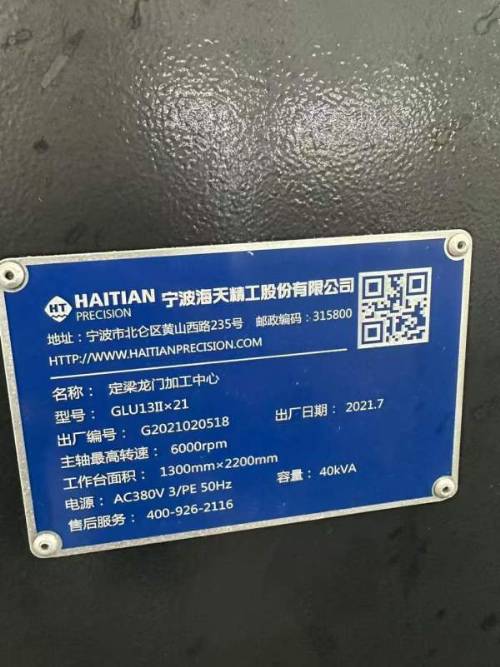 HT HAITIAN PRECISION 宁波海天精工股份有限公司
地址：宁波市北仑区黄山西路235号 邮政编码：315800
HTTP://WWW.HAITIANPRECISION.COM
名称： 定梁龙门加工中心
型号： GLU13II×21
出厂编号： G2021020518 出厂日期： 2021.7
主轴最高转速： 6000rpm
工作台面积： 1300mm×2200mm
电源： AC380V 3/PE 50Hz 容量： 40kVA
售后服务： 400-926-2116